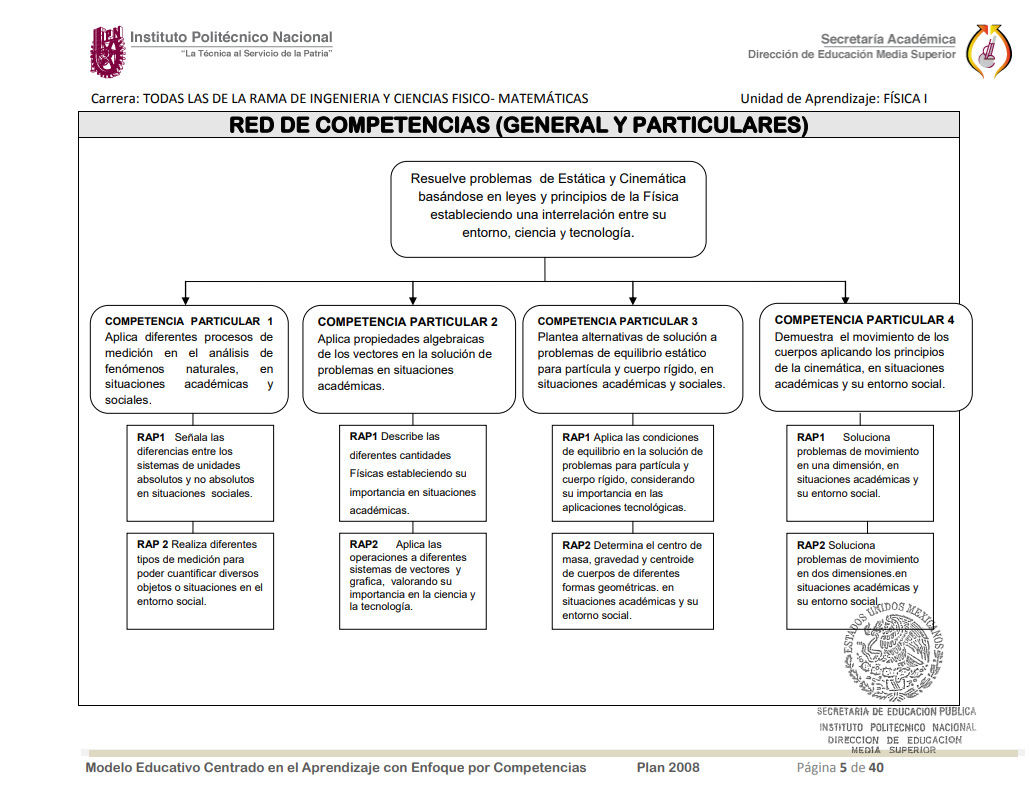 Instituto Politécnico Nacional
"La Técnica al Servicio de la Patria"
Secretaría Académica
Dirección de Educación Media Superior
Carrera: TODAS LAS DE LA RAMA DE INGENIERIA Y CIENCIAS FISICO- MATEMÁTICAS
Unidad de Aprendizaje: FÍSICA I
RED DE COMPETENCIAS (GENERAL Y PARTICULARES)
Resuelve problemas de Estática y Cinemática
basándose en leyes y principios de la Física
estableciendo una interrelación entre su
entorno, ciencia y tecnología.
COMPETENCIA PARTICULAR 1
Aplica diferentes procesos de
medición en el análisis de
fenómenos naturales, en
situaciones académicas y
sociales.
COMPETENCIA PARTICULAR 2
Aplica propiedades algebraicas
de los vectores en la solución de
problemas en situaciones
académicas.
COMPETENCIA PARTICULAR 3
Plantea alternativas de solución a
problemas de equilibrio estático
para partícula y cuerpo rígido, en
situaciones académicas y sociales.
COMPETENCIA PARTICULAR 4
Demuestra el movimiento de los
cuerpos aplicando los principios
de la cinemática, en situaciones
académicas y su entorno social.
RAP1 Señala las
diferencias entre los
sistemas de unidades
absolutos y no absolutos
en situaciones sociales.
RAP1 Describe las
diferentes cantidades
Físicas estableciendo su
importancia en situaciones
académicas.
RAP1 Aplica las condiciones
de equilibrio en la solución de
problemas para partícula y
cuerpo rígido, considerando
su importancia en las
aplicaciones tecnológicas.
RAP1 Soluciona
problemas de movimiento
en una dimensión, en
situaciones académicas y
su entorno social.
RAP 2 Realiza diferentes
tipos de medición para
poder cuantificar diversos
objetos o situaciones en el
entorno social.
RAP2 Aplica las
operaciones a diferentes
sistemas de vectores y
grafica, valorando su
importancia en la ciencia y
la tecnología.
RAP2 Determina el centro de
masa, gravedad y centroide
de cuerpos de diferentes
formas geométricas. en
situaciones académicas y su
entorno social.
RAP2 Soluciona
problemas de movimiento
en dos dimensiones.en
situaciones académicas y
su entorno social.
ESTADOS UNIDOS MEXICANOS
SECRETARIA DE EDUCACION PUBLICA
INSTITUTO POLITECNICO NACIONAL
DIRECCION DE EDUCACION
MEDIA SUPERIOR
Modelo Educativo Centrado en el Aprendizaje con Enfoque por Competencias
Plan 2008
Página 5 de 40